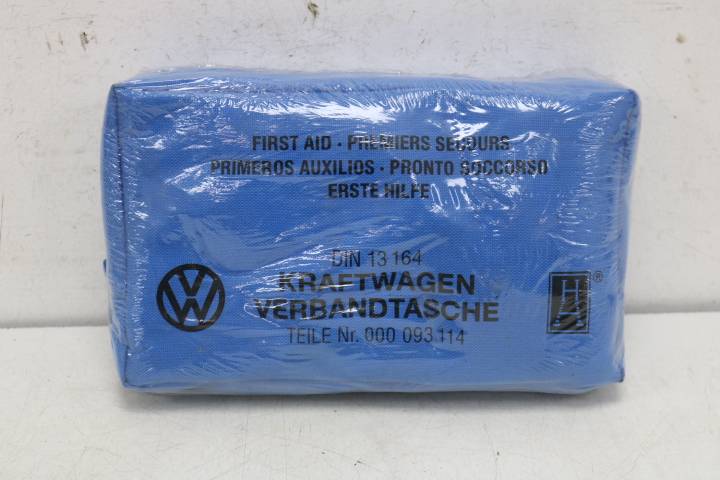 FIRST AID · PREMIERS SECOURS
PRIMEROS AUXILIOS · PRONTO SOCCORSO
ERSTE HILFE
DIN 13 164
KRAFTWAGEN
VERBANDTASCHE
TEILE Nr. 000 093 114
VW
H
®